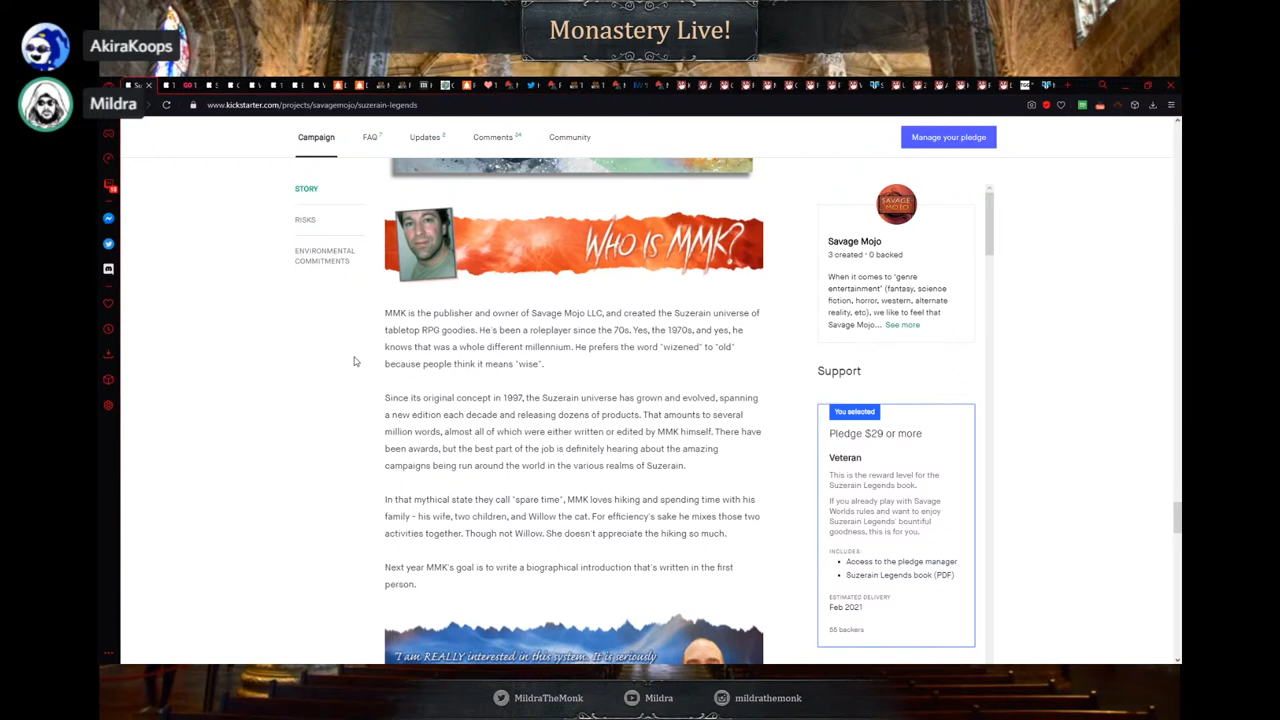 Monastery Live!
AkiraKoops
Mildra
www.kickstarter.com/projects/savagemojo/suzerain-legends
Campaign
FAQ 7
Updates 2
Comments 24
Community
Manage your pledge
STORY
RISKS
ENVIRONMENTAL
COMMITMENTS
WHO IS MMK?
MMK is the publisher and owner of Savage Mojo LLC, and created the Suzerain universe of
tabletop RPG goodies. He's been a roleplayer since the 70s. Yes, the 1970s, and yes, he
knows that was a whole different millennium. He prefers the word "wizened" to "old"
because people think it means "wise".
Since its original concept in 1997, the Suzerain universe has grown and evolved, spanning
a new edition each decade and releasing dozens of products. That amounts to several
million words, almost all of which were either written or edited by MMK himself. There have
been awards, but the best part of the job is definitely hearing about the amazing
campaigns being run around the world in the various realms of Suzerain.
In that mythical state they call "spare time", MMK loves hiking and spending time with his
family - his wife, two children, and Willow the cat. For efficiency's sake he mixes those two
activities together. Though not Willow. She doesn't appreciate the hiking so much.
Next year MMK's goal is to write a biographical introduction that's written in the first
person.
"I am REALLY interested in this system. It is seriously
SAVAGE
MOJO
Savage Mojo
3 created · 0 backed
When it comes to 'genre
entertainment' (fantasy, science
fiction, horror, western, alternate
reality, etc), we like to feel that
Savage Mojo... See more
Support
You selected
Pledge $29 or more
Veteran
This is the reward level for the
Suzerain Legends book.
If you already play with Savage
Worlds rules and want to enjoy
Suzerain Legends' bountiful
goodness, this is for you.
INCLUDES:
• Access to the pledge manager
• Suzerain Legends book (PDF)
ESTIMATED DELIVERY
Feb 2021
55 backers
MildraTheMonk
Mildra
mildrathemonk